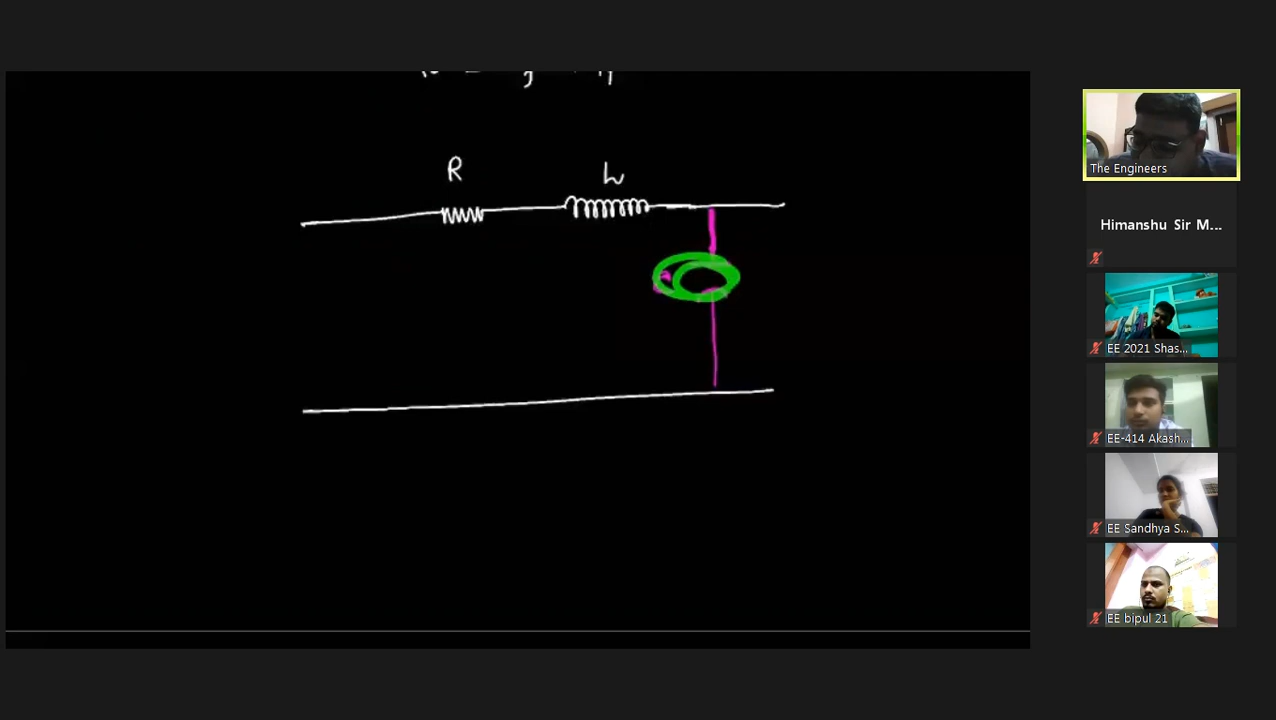 R
L
The Engineers
Himanshu Sir M...
EE 2021 Shas...
EE-414 Akash...
EE Sandhya S...
EE bipul 21